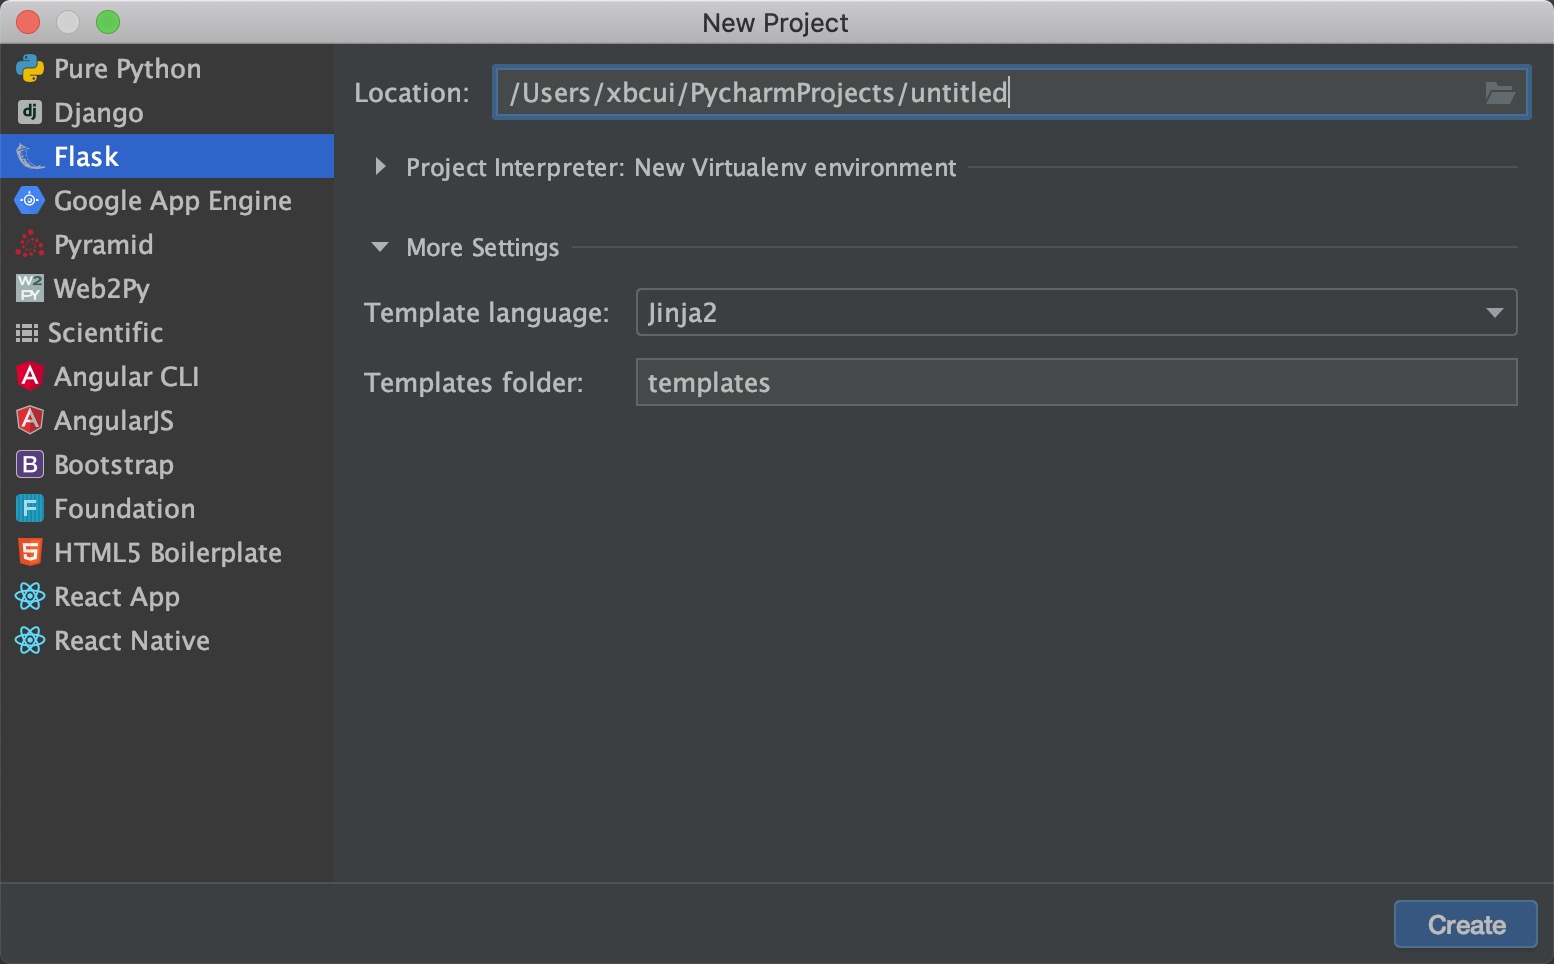 New Project
Pure Python
Django
Flask
Google App Engine
Pyramid
Web2Py
Scientific
Angular CLI
AngularJS
Bootstrap
Foundation
HTML5 Boilerplate
React App
React Native
Location: /Users/xbcui/PycharmProjects/untitled
Project Interpreter: New Virtualenv environment
More Settings
Template language: Jinja2
Templates folder: templates
Create